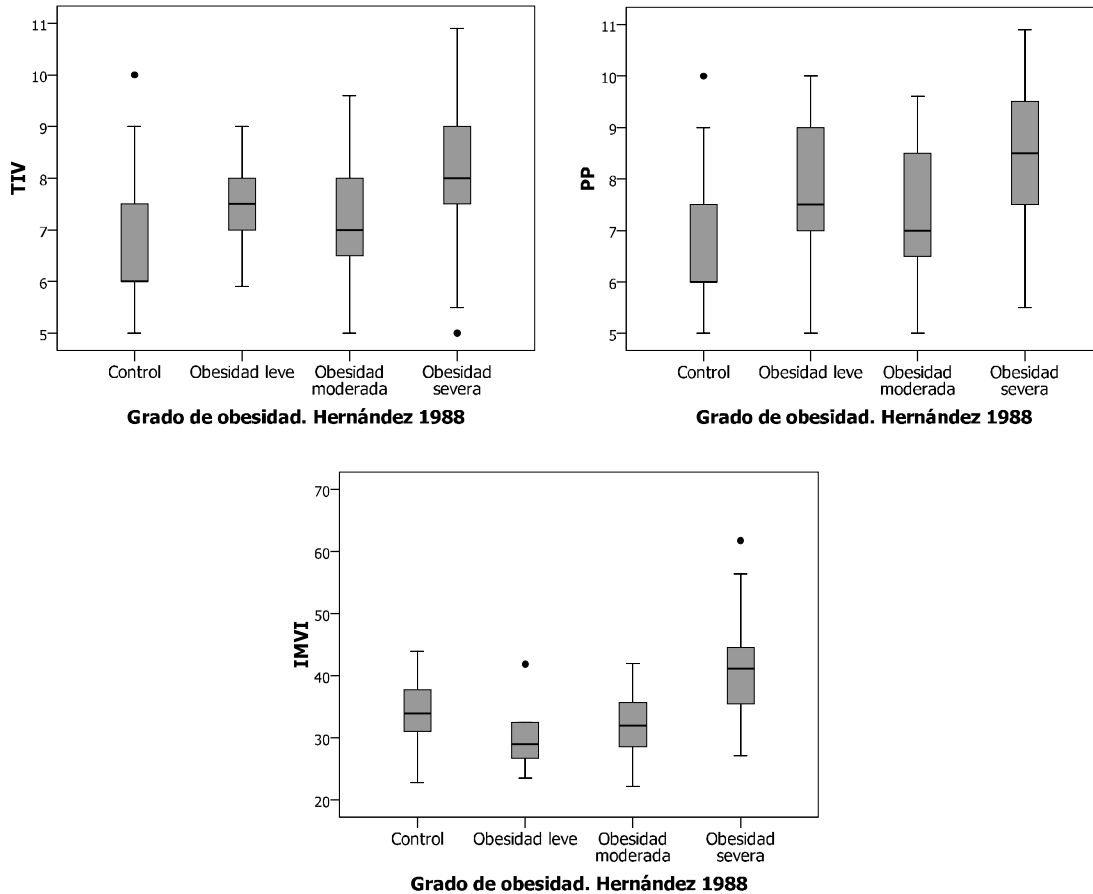 11
10
9
8
7
6
5
TIV
Control
Obesidad leve
Obesidad
moderada
Obesidad
severa
Grado de obesidad. Hernández 1988
11
10
9
8
7
6
5
PP
Control
Obesidad leve
Obesidad
moderada
Obesidad
severa
Grado de obesidad. Hernández 1988
70
60
50
40
30
20
IMVI
Control
Obesidad leve
Obesidad
moderada
Obesidad
severa
Grado de obesidad. Hernández 1988